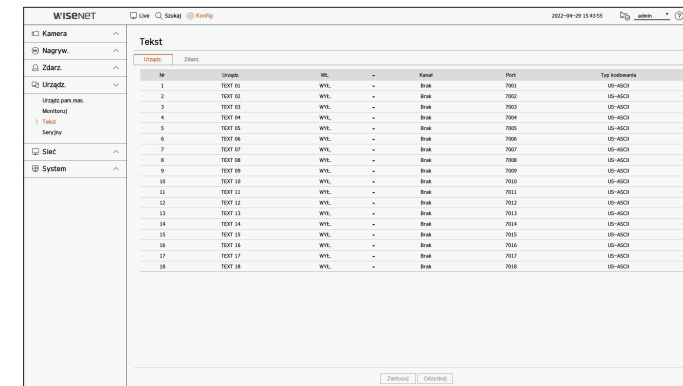 WISENET Live Szukaj Konfig 2022-04-29 15:43:55 admin ?
Kamera
Nagryw.
Zdarz.
Urządz.
Urządz.pam.mas.
Monitoruj
Tekst
Seryjny
Sieć
System
Tekst
Urządz. Zdarz.
Nr Urządz. Wł. Kanał Port Typ kodowania
1 TEXT 01 WYŁ. Brak 7001 US-ASCII
2 TEXT 02 WYŁ. Brak 7002 US-ASCII
3 TEXT 03 WYŁ. Brak 7003 US-ASCII
4 TEXT 04 WYŁ. Brak 7004 US-ASCII
5 TEXT 05 WYŁ. Brak 7005 US-ASCII
6 TEXT 06 WYŁ. Brak 7006 US-ASCII
7 TEXT 07 WYŁ. Brak 7007 US-ASCII
8 TEXT 08 WYŁ. Brak 7008 US-ASCII
9 TEXT 09 WYŁ. Brak 7009 US-ASCII
10 TEXT 10 WYŁ. Brak 7010 US-ASCII
11 TEXT 11 WYŁ. Brak 7011 US-ASCII
12 TEXT 12 WYŁ. Brak 7012 US-ASCII
13 TEXT 13 WYŁ. Brak 7013 US-ASCII
14 TEXT 14 WYŁ. Brak 7014 US-ASCII
15 TEXT 15 WYŁ. Brak 7015 US-ASCII
16 TEXT 16 WYŁ. Brak 7016 US-ASCII
17 TEXT 17 WYŁ. Brak 7017 US-ASCII
18 TEXT 18 WYŁ. Brak 7018 US-ASCII
Zastosuj Odzyskaj